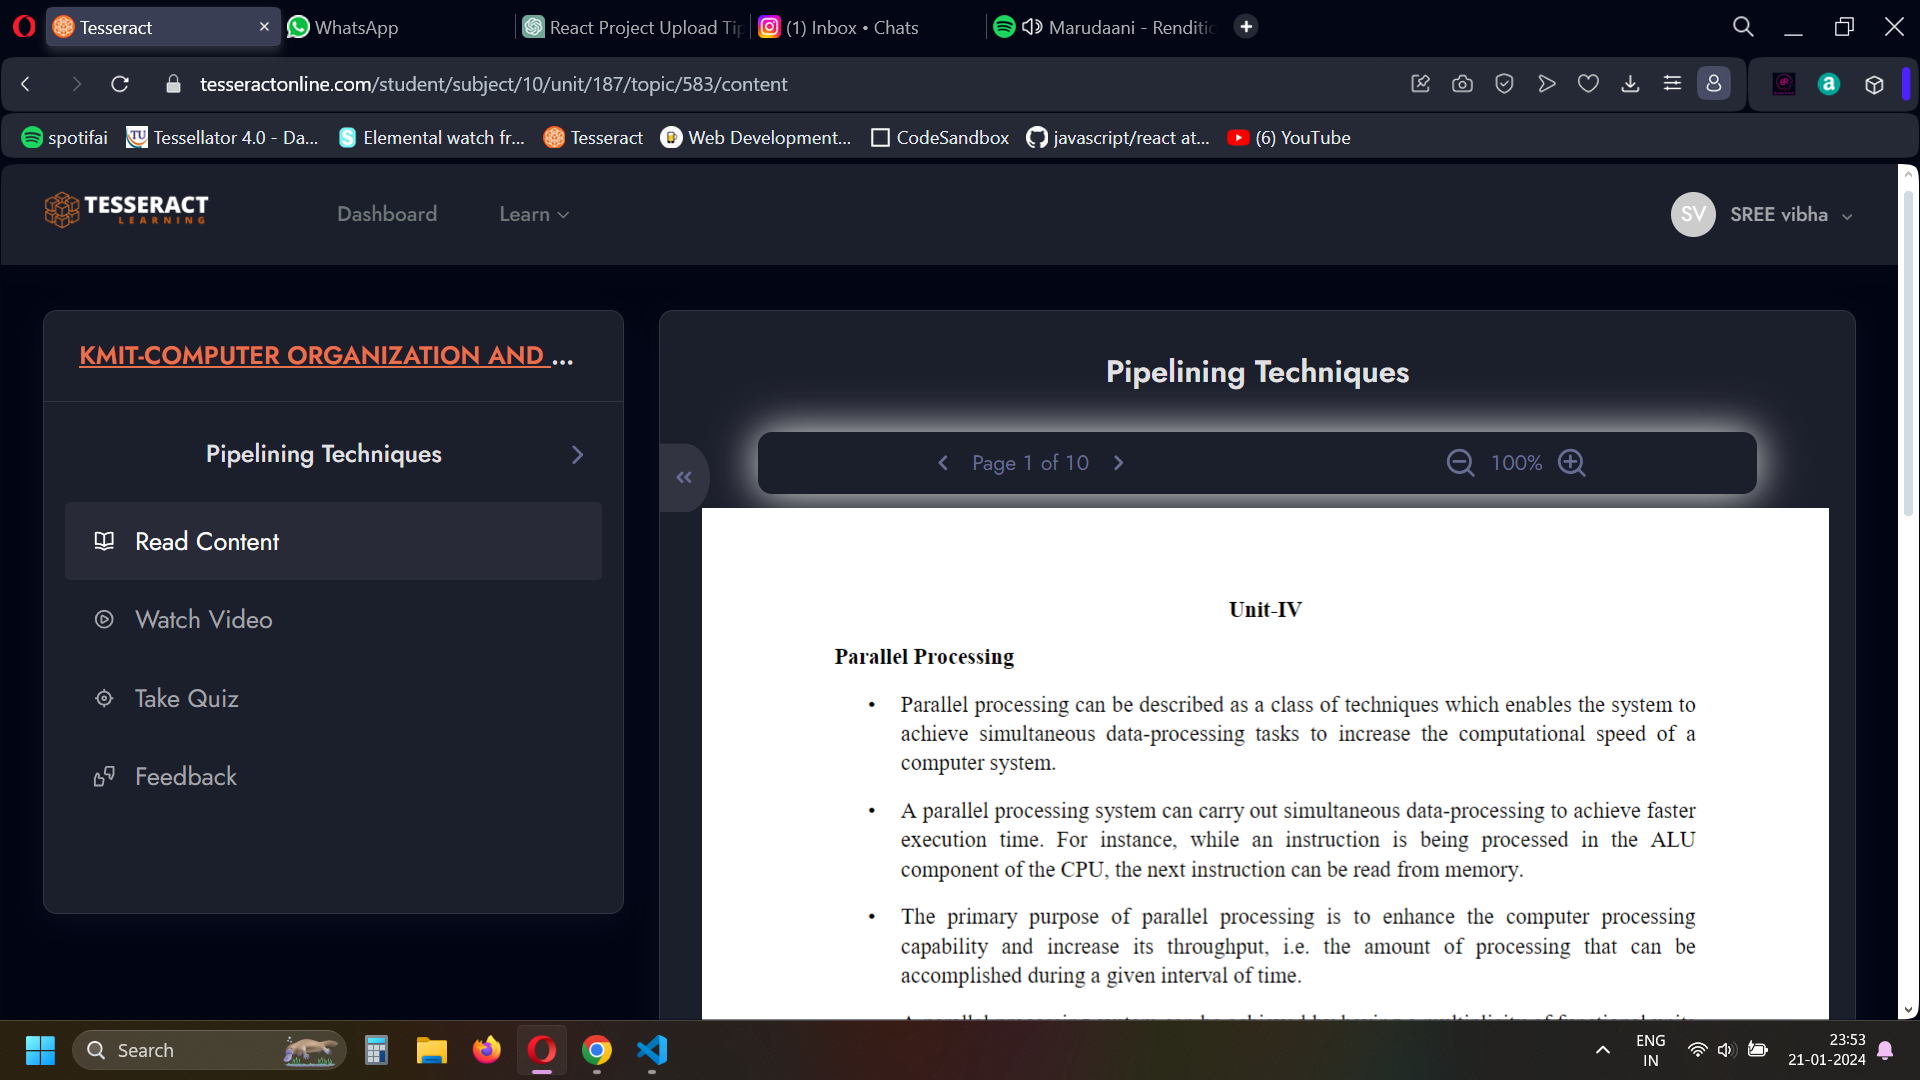 Tesseract
WhatsApp
React Project Upload Tip
(1) Inbox • Chats
Marudaani - Renditic
tesseractonline.com/student/subject/10/unit/187/topic/583/content
spotifai
Tessellator 4.0 - Da...
Elemental watch fr...
Tesseract
Web Development...
CodeSandbox
javascript/react at...
(6) YouTube
TESSERACT
LEARNING
Dashboard
Learn
SV
SREE vibha
KMIT-COMPUTER ORGANIZATION AND ...
Pipelining Techniques
Read Content
Watch Video
Take Quiz
Feedback
Pipelining Techniques
Page 1 of 10
100%
Unit-IV
Parallel Processing
• Parallel processing can be described as a class of techniques which enables the system to
achieve simultaneous data-processing tasks to increase the computational speed of a
computer system.
• A parallel processing system can carry out simultaneous data-processing to achieve faster
execution time. For instance, while an instruction is being processed in the ALU
component of the CPU, the next instruction can be read from memory.
• The primary purpose of parallel processing is to enhance the computer processing
capability and increase its throughput, i.e. the amount of processing that can be
accomplished during a given interval of time.
Search
ENG
IN
23:53
21-01-2024